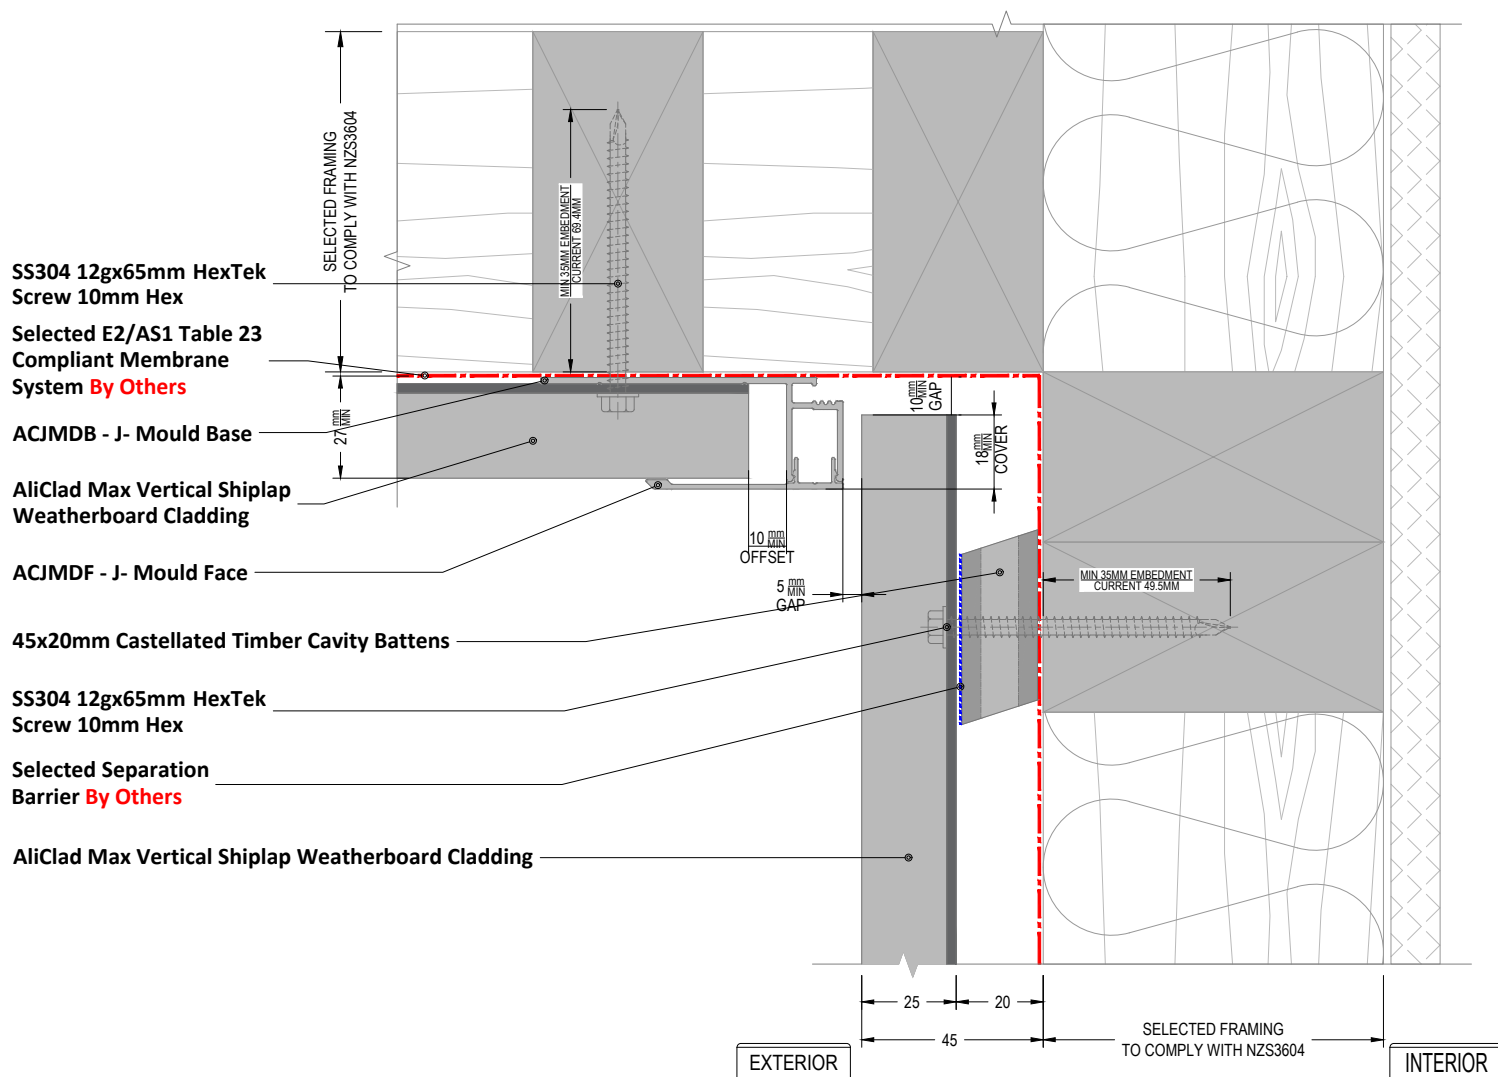 SELECTED FRAMING
TO COMPLY WITH NZS3604
MIN 35MM EMBEDMENT
CURRENT 69.4MM
SS304 12gx65mm HexTek
Screw 10mm Hex
Selected E2/AS1 Table 23
Compliant Membrane
System By Others
ACJMDB - J- Mould Base
AliClad Max Vertical Shiplap
Weatherboard Cladding
ACJMDF - J- Mould Face
45x20mm Castellated Timber Cavity Battens
SS304 12gx65mm HexTek
Screw 10mm Hex
Selected Separation
Barrier By Others
AliClad Max Vertical Shiplap Weatherboard Cladding
27 mm MIN
10 mm MIN
GAP
18 mm MIN
COVER
10 mm MIN
OFFSET
5 mm MIN
GAP
MIN 35MM EMBEDMENT
CURRENT 49.5MM
25
20
45
SELECTED FRAMING
TO COMPLY WITH NZS3604
EXTERIOR
INTERIOR